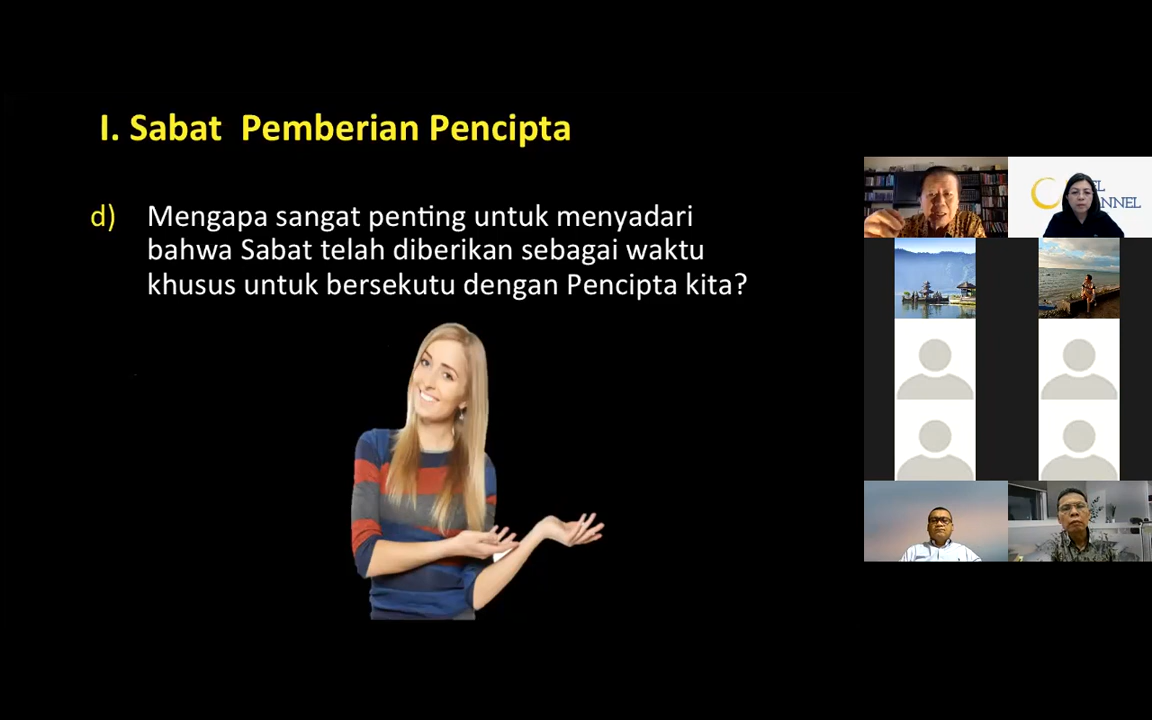 I. Sabat Pemberian Pencipta
d) Mengapa sangat penting untuk menyadari
bahwa Sabat telah diberikan sebagai waktu
khusus untuk bersekutu dengan Pencipta kita?